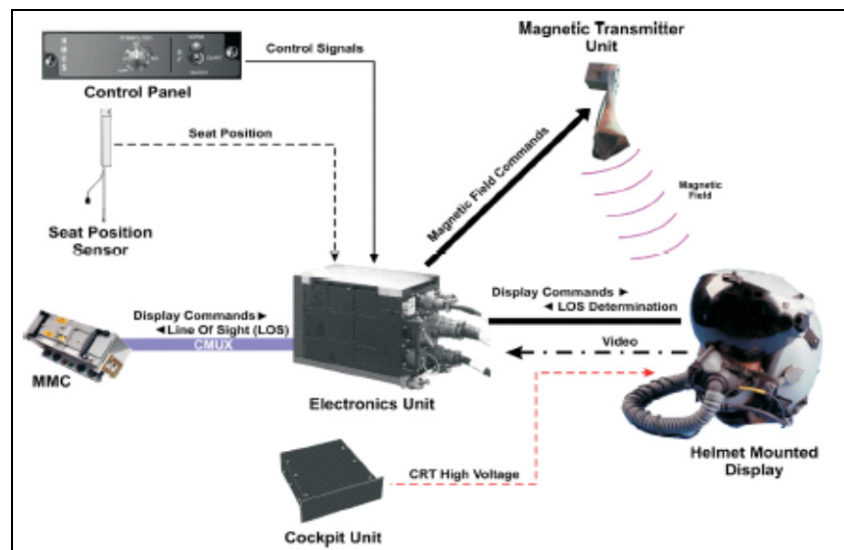 Magnetic Transmitter
Unit
Control Signals
Control Panel
Seat Position
Magnetic Field Commands
Magnetic
Field
Seat Position
Sensor
Display Commands ►
◄Line Of Sight (LOS)
CMUX
MMC
Display Commands ►
◄ LOS Determination
Video
Electronics Unit
Helmet Mounted
Display
CRT High Voltage
Cockpit Unit